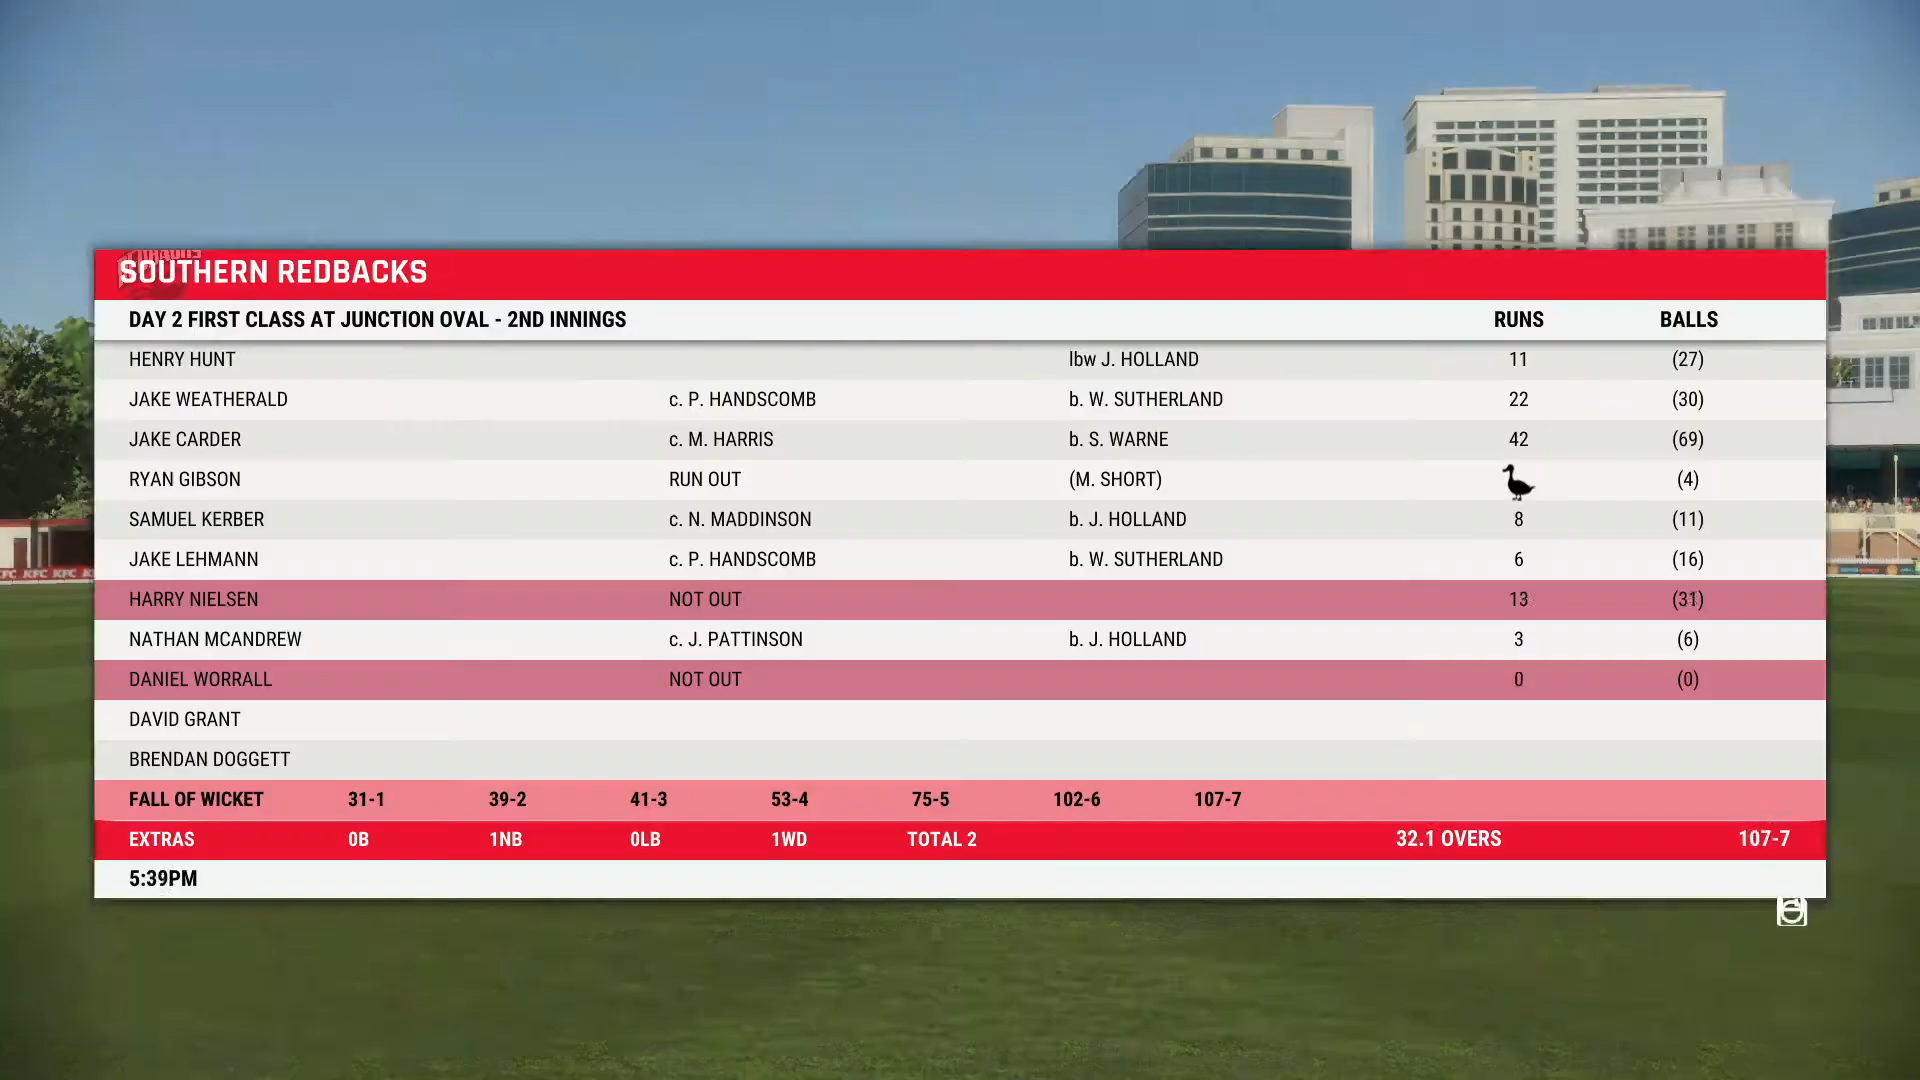 SOUTHERN REDBACKS
DAY 2 FIRST CLASS AT JUNCTION OVAL - 2ND INNINGS RUNS BALLS
HENRY HUNT lbw J. HOLLAND 11 (27)
JAKE WEATHERALD c. P. HANDSCOMB b. W. SUTHERLAND 22 (30)
JAKE CARDER c. M. HARRIS b. S. WARNE 42 (69)
RYAN GIBSON RUN OUT (M. SHORT) (4)
SAMUEL KERBER c. N. MADDINSON b. J. HOLLAND 8 (11)
JAKE LEHMANN c. P. HANDSCOMB b. W. SUTHERLAND 6 (16)
HARRY NIELSEN NOT OUT 13 (31)
NATHAN MCANDREW c. J. PATTINSON b. J. HOLLAND 3 (6)
DANIEL WORRALL NOT OUT 0 (0)
DAVID GRANT
BRENDAN DOGGETT
FALL OF WICKET 31-1 39-2 41-3 53-4 75-5 102-6 107-7
EXTRAS 0B 1NB 0LB 1WD TOTAL 2 32.1 OVERS 107-7
5:39PM
KFC KFC